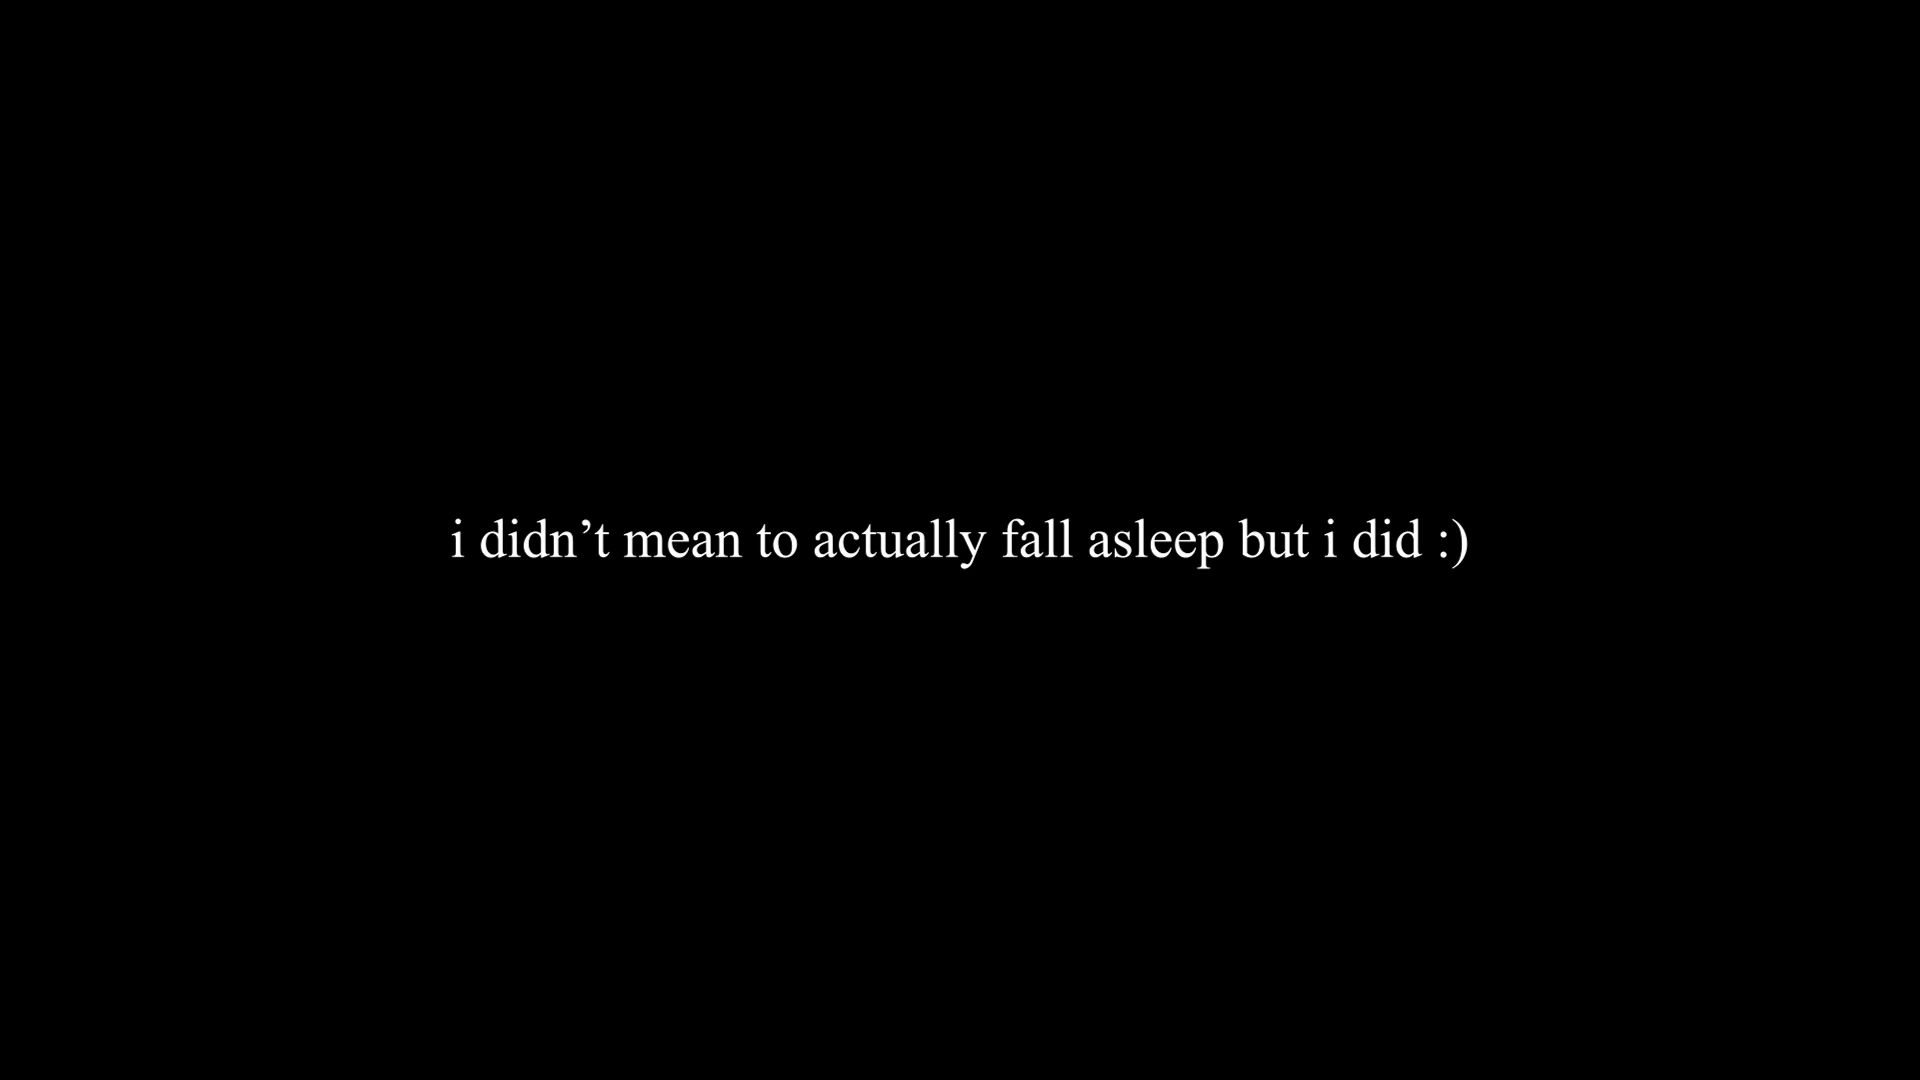 i didn’t mean to actually fall asleep but i did :)